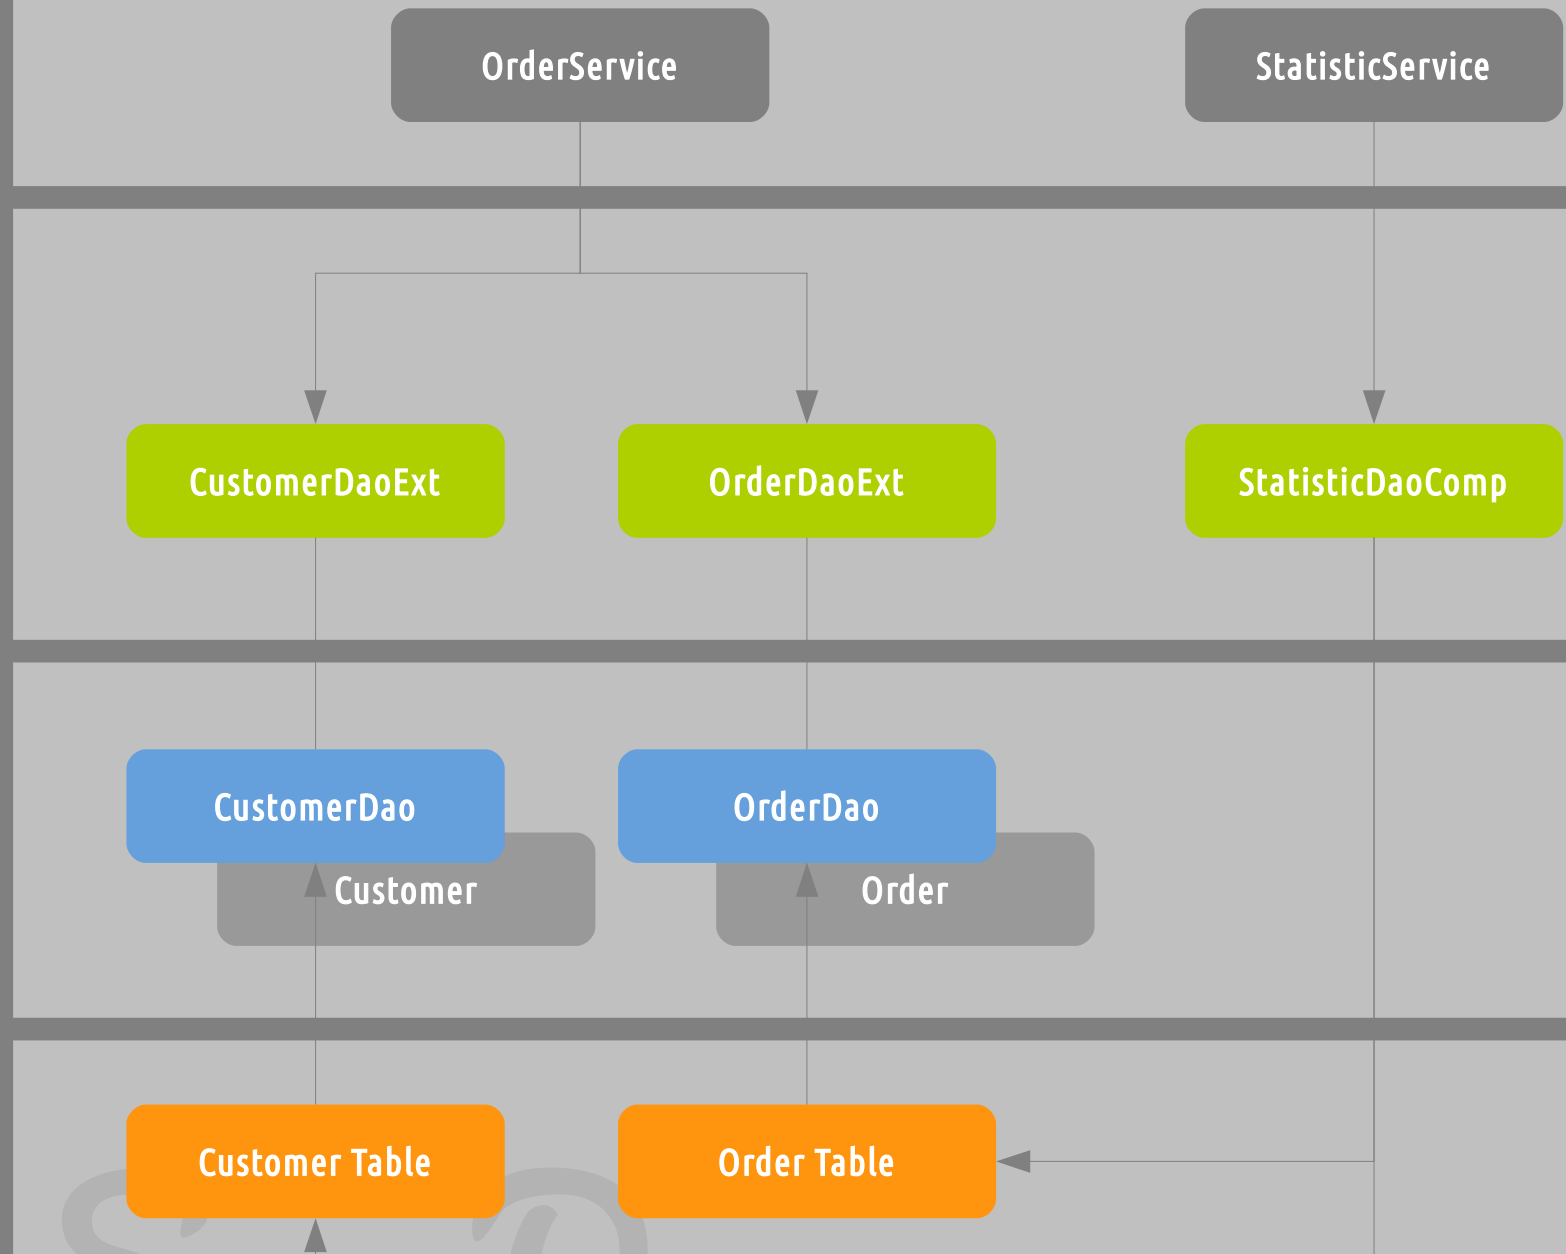 OrderService
StatisticService
CustomerDaoExt
OrderDaoExt
StatisticDaoComp
CustomerDao
OrderDao
Customer
Order
Customer Table
Order Table